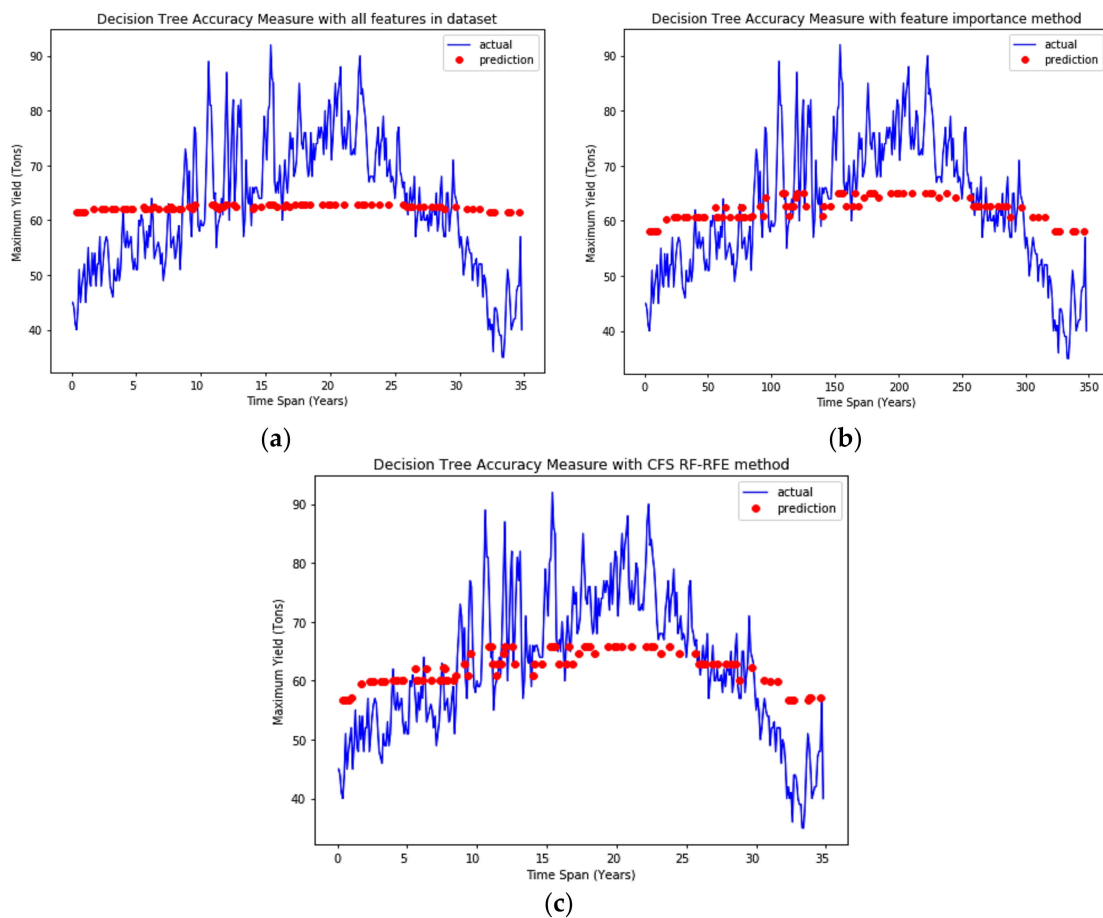 Decision Tree Accuracy Measure with all features in dataset
actual
prediction
Maximum Yield (Tons)
90
80
70
60
50
40
0 5 10 15 20 25 30 35
Time Span (Years)
(a)
Decision Tree Accuracy Measure with feature importance method
actual
prediction
Maximum Yield (Tons)
90
80
70
60
50
40
0 50 100 150 200 250 300 350
Time Span (Years)
(b)
Decision Tree Accuracy Measure with CFS RF-RFE method
actual
prediction
Maximum Yield (Tons)
90
80
70
60
50
40
0 5 10 15 20 25 30 35
Time Span (Years)
(c)